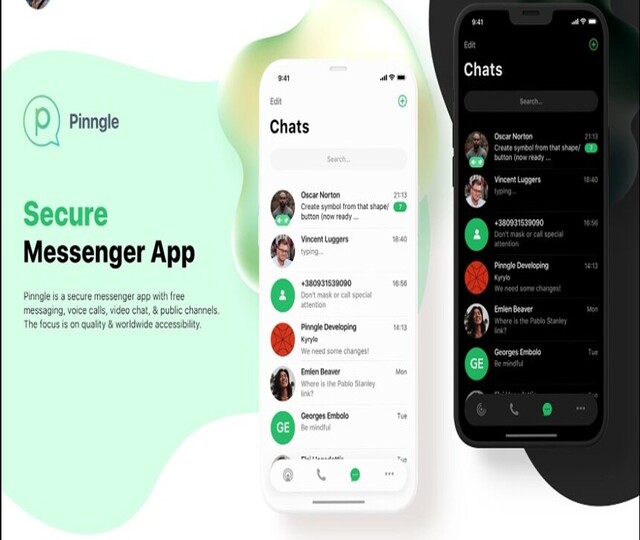 Pinngle
Secure
Messenger App
Pinngle is a secure messenger app with free
messaging, voice calls, video chat, & public channels.
The focus is on quality & worldwide accessibility.
9:41
Edit
Chats
Search...
Oscar Norton 21:13
Create symbol from that shape/ 7
button (now ready ...
Vincent Luggers 18:40
typing...
+380931539090 16:56
Don't mask or call special
attention
Pinngle Developing 14:13
Kyrylo
We need some changes!
Emlen Beaver Mon
Where is the Pablo Stanley
link?
GE
Georges Embolo Tue
Be mindful
Tue
9:41
Edit
Chats
Search...
Oscar Norton 21:13
Create symbol from that shape/ 7
button (now ready ...
Vincent Luggers 18:40
typing...
+380931539090 16:56
Don't mask or call special
attention
Pinngle Developing 14:13
Kyrylo
We need some changes!
Emlen Beaver Mon
Where is the Pablo Stanley
link?
GE
Georges Embolo Tue
Be mindful